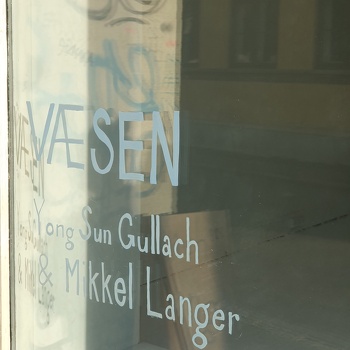 VÆSEN
Yong Sun Gullach
& Mikkel Langer